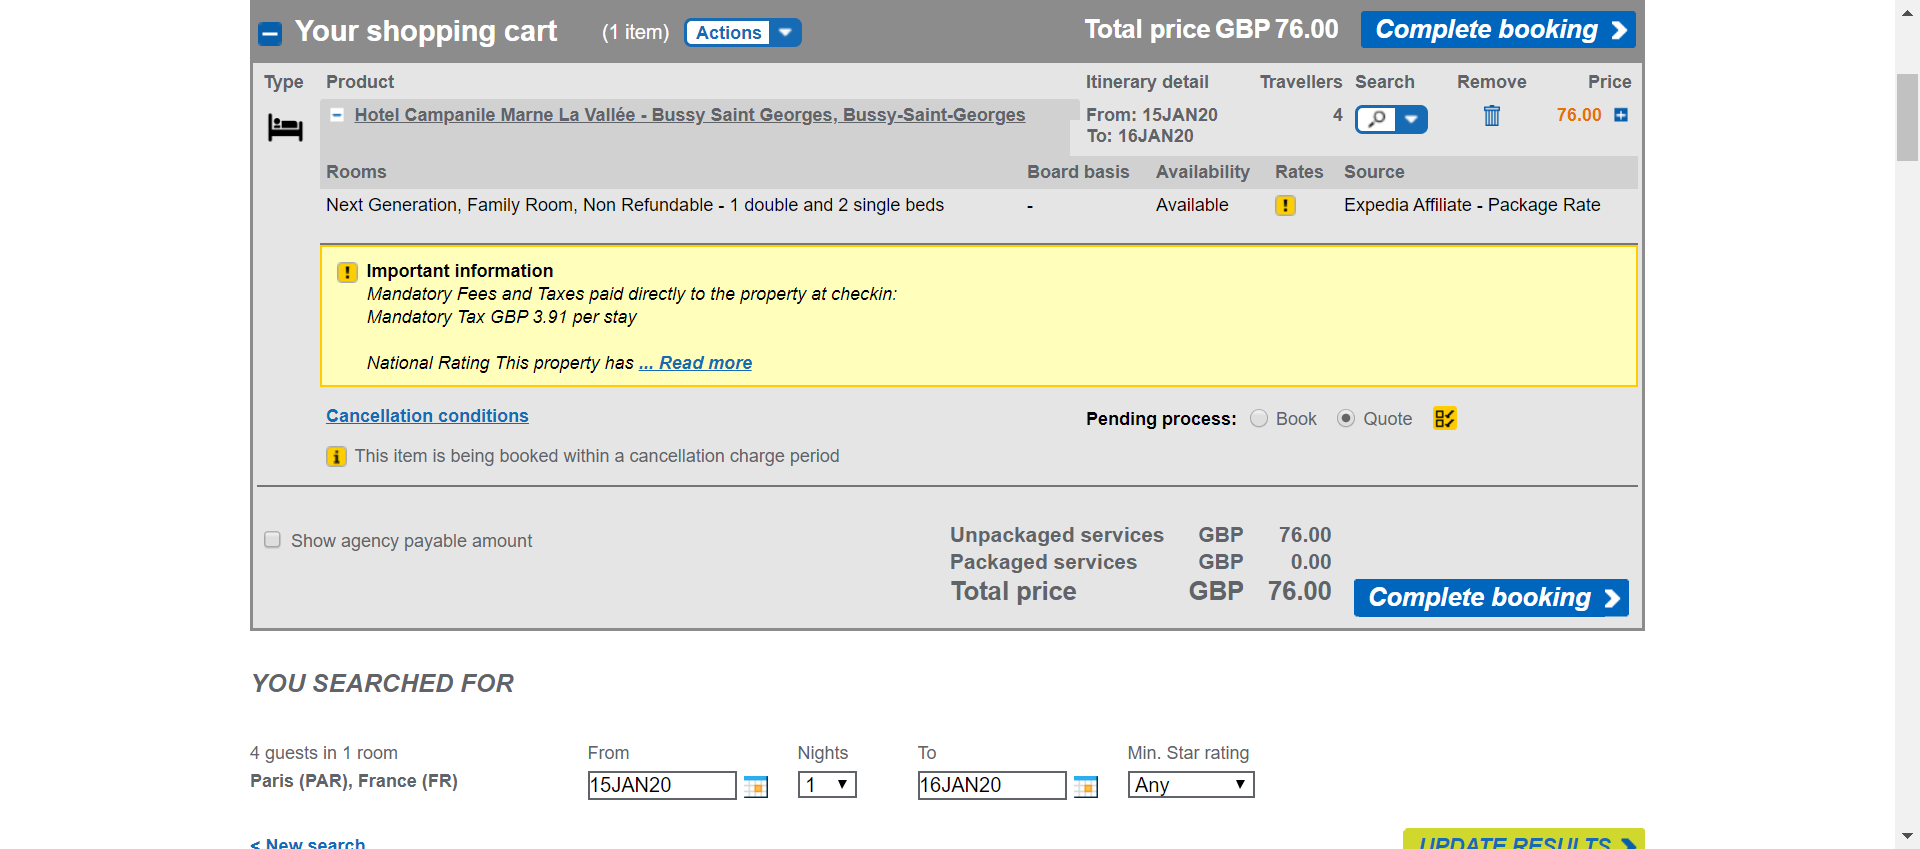 Your shopping cart (1 item) Actions Total price GBP 76.00 Complete booking
Type Product Itinerary detail Travellers Search Remove Price
Hotel Campanile Marne La Vallée - Bussy Saint Georges, Bussy-Saint-Georges From: 15JAN20 4 76.00
To: 16JAN20
Rooms Board basis Availability Rates Source
Next Generation, Family Room, Non Refundable - 1 double and 2 single beds - Available Expedia Affiliate - Package Rate
Important information
Mandatory Fees and Taxes paid directly to the property at checkin:
Mandatory Tax GBP 3.91 per stay
National Rating This property has ... Read more
Cancellation conditions Pending process: Book Quote
This item is being booked within a cancellation charge period
Show agency payable amount Unpackaged services GBP 76.00
Packaged services GBP 0.00
Total price GBP 76.00 Complete booking
YOU SEARCHED FOR
4 guests in 1 room From Nights To Min. Star rating
Paris (PAR), France (FR) 15JAN20 1 16JAN20 Any
< New search UPDATE RESULTS